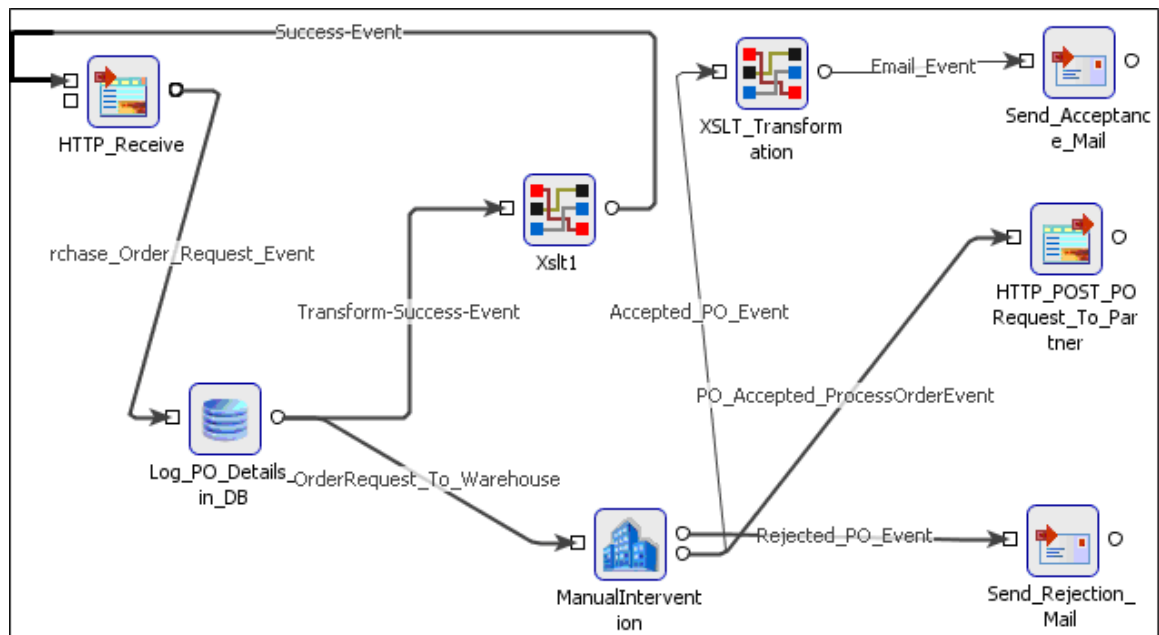 Success-Event
HTTP_Receive
XSLT_Transform
ation
Email_Event
Send_Acceptanc
e_Mail
rchase_Order_Request_Event
Xslt1
Transform-Success-Event
Accepted_PO_Event
HTTP_POST_PO
Request_To_Par
tner
PO_Accepted_ProcessOrderEvent
Log_PO_Details_
in_DB
OrderRequest_To_Warehouse
ManualIntervent
ion
Rejected_PO_Event
Send_Rejection_
Mail